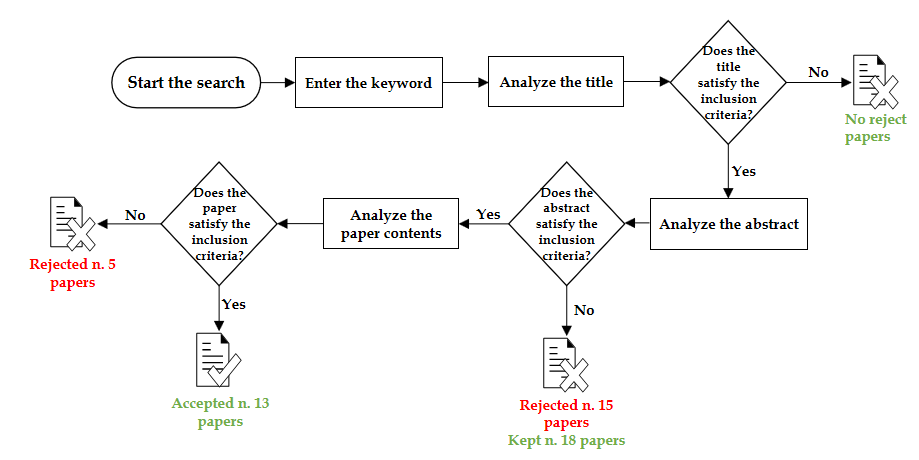 Start the search
Enter the keyword
Analyze the title
Does the
title
satisfy the
inclusion
criteria?
No
No reject
papers
Yes
Analyze the abstract
Does the
abstract
satisfy the
inclusion
criteria?
Yes
No
Rejected n. 15
papers
Kept n. 18 papers
Analyze the
paper contents
Does the
paper
satisfy the
inclusion
criteria?
No
Rejected n. 5
papers
Yes
Accepted n. 13
papers